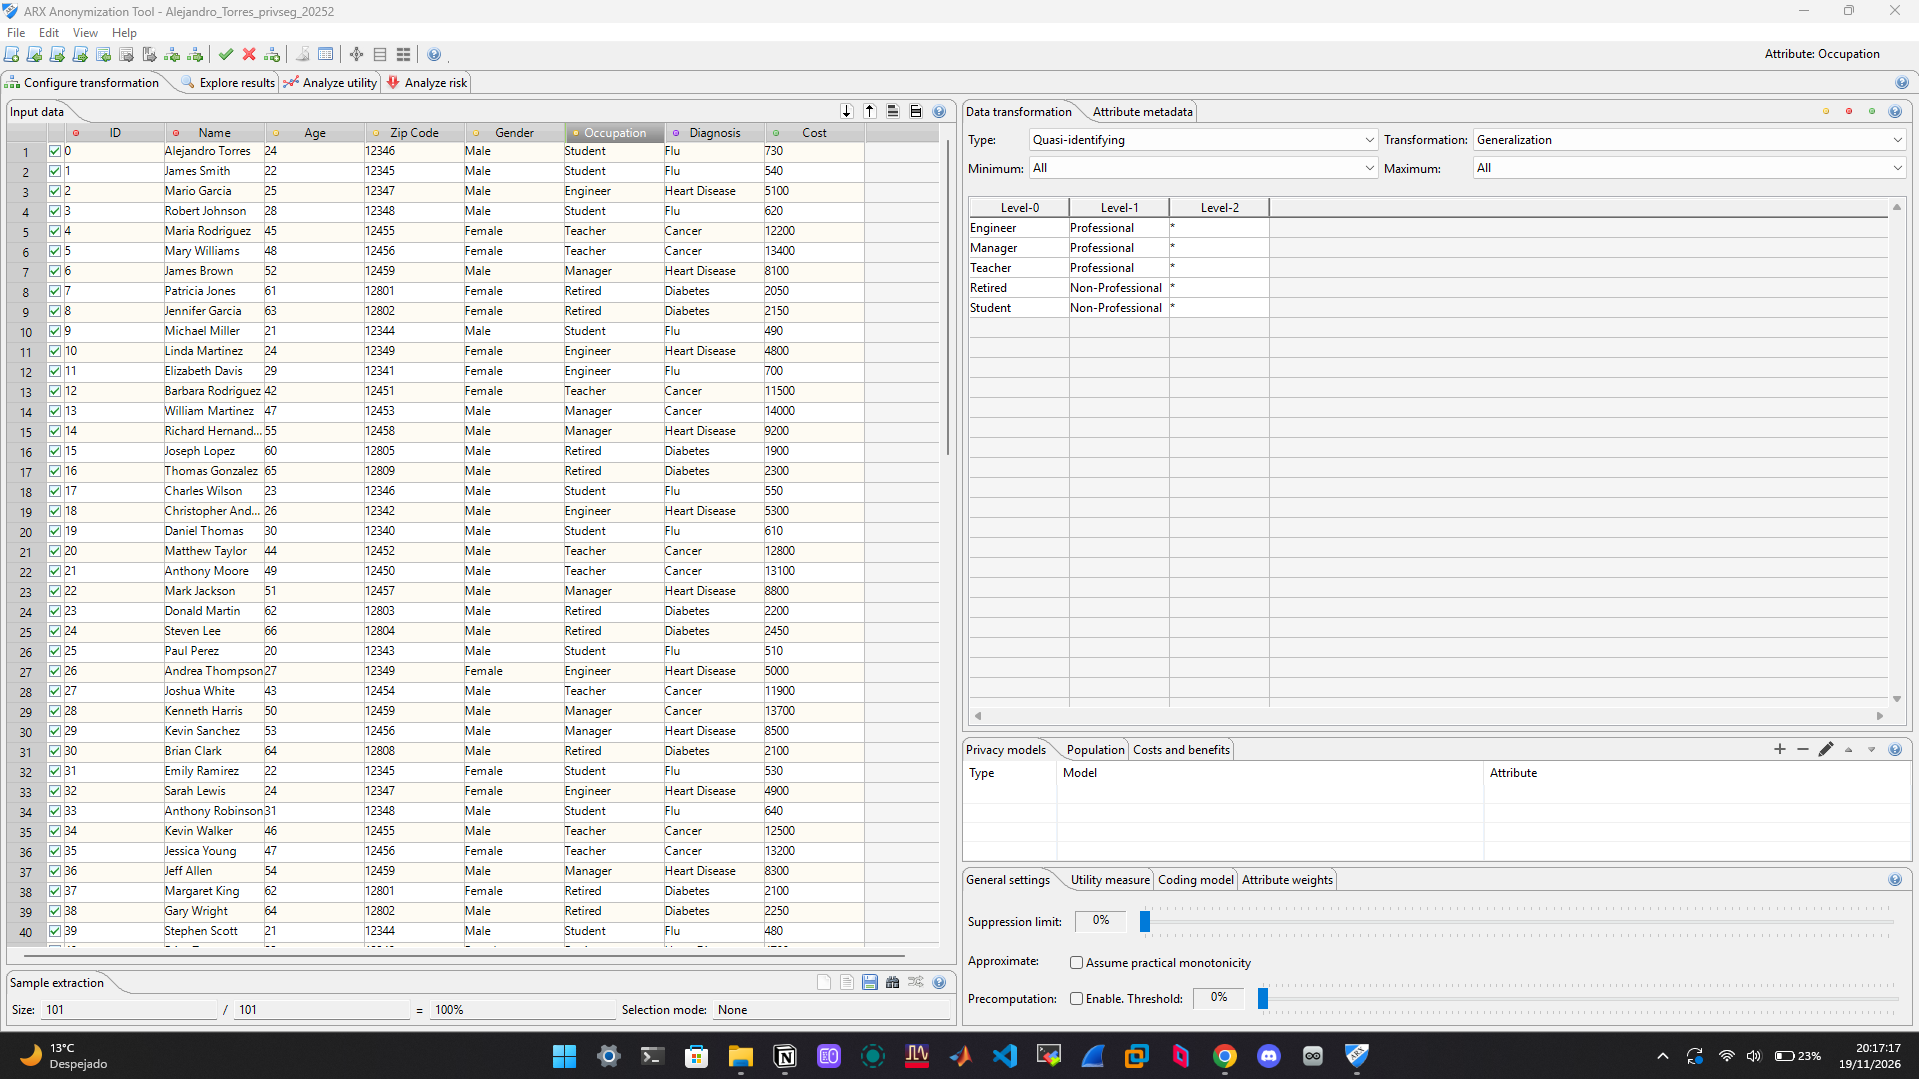 ARX Anonymization Tool - Alejandro_Torres_privseg_20252
File Edit View Help
Attribute: Occupation
Configure transformation Explore results Analyze utility Analyze risk
Input data
ID Name Age Zip Code Gender Occupation Diagnosis Cost
1 0 Alejandro Torres 24 12346 Male Student Flu 730
2 1 James Smith 22 12345 Male Student Flu 540
3 2 Mario Garcia 25 12347 Male Engineer Heart Disease 5100
4 3 Robert Johnson 28 12348 Male Student Flu 620
5 4 Maria Rodriguez 45 12455 Female Teacher Cancer 12200
6 5 Mary Williams 48 12456 Female Teacher Cancer 13400
7 6 James Brown 52 12459 Male Manager Heart Disease 8100
8 7 Patricia Jones 61 12801 Female Retired Diabetes 2050
9 8 Jennifer Garcia 63 12802 Female Retired Diabetes 2150
10 9 Michael Miller 21 12344 Male Student Flu 490
11 10 Linda Martinez 24 12349 Female Engineer Heart Disease 4800
12 11 Elizabeth Davis 29 12341 Female Engineer Flu 700
13 12 Barbara Rodriguez 42 12451 Female Teacher Cancer 11500
14 13 William Martinez 47 12453 Male Manager Cancer 14000
15 14 Richard Hernand... 55 12458 Male Manager Heart Disease 9200
16 15 Joseph Lopez 60 12805 Male Retired Diabetes 1900
17 16 Thomas Gonzalez 65 12809 Male Retired Diabetes 2300
18 17 Charles Wilson 23 12346 Male Student Flu 550
19 18 Christopher And... 26 12342 Male Engineer Heart Disease 5300
20 19 Daniel Thomas 30 12340 Male Student Flu 610
21 20 Matthew Taylor 44 12452 Male Teacher Cancer 12800
22 21 Anthony Moore 49 12450 Male Teacher Cancer 13100
23 22 Mark Jackson 51 12457 Male Manager Heart Disease 8800
24 23 Donald Martin 62 12803 Male Retired Diabetes 2200
25 24 Steven Lee 66 12804 Male Retired Diabetes 2450
26 25 Paul Perez 20 12343 Male Student Flu 510
27 26 Andrea Thompson 27 12349 Female Engineer Heart Disease 5000
28 27 Joshua White 43 12454 Male Teacher Cancer 11900
29 28 Kenneth Harris 50 12459 Male Manager Cancer 13700
30 29 Kevin Sanchez 53 12456 Male Manager Heart Disease 8500
31 30 Brian Clark 64 12808 Male Retired Diabetes 2100
32 31 Emily Ramirez 22 12345 Female Student Flu 530
33 32 Sarah Lewis 24 12347 Female Engineer Heart Disease 4900
34 33 Anthony Robinson 31 12348 Male Student Flu 640
35 34 Kevin Walker 46 12455 Male Teacher Cancer 12500
36 35 Jessica Young 47 12456 Female Teacher Cancer 13200
37 36 Jeff Allen 54 12459 Male Manager Heart Disease 8300
38 37 Margaret King 62 12801 Female Retired Diabetes 2100
39 38 Gary Wright 64 12802 Male Retired Diabetes 2250
40 39 Stephen Scott 21 12344 Male Student Flu 480
Sample extraction
Size: 101 / 101 = 100% Selection mode: None
Data transformation Attribute metadata
Type: Quasi-identifying Transformation: Generalization
Minimum: All Maximum: All
Level-0 Level-1 Level-2
Engineer Professional *
Manager Professional *
Teacher Professional *
Retired Non-Professional *
Student Non-Professional *
Privacy models Population Costs and benefits
Type Model Attribute
General settings Utility measure Coding model Attribute weights
Suppression limit: 0%
Approximate: Assume practical monotonicity
Precomputation: Enable. Threshold: 0%
13°C
Despejado
ARX
23%
20:17:17
19/11/2026